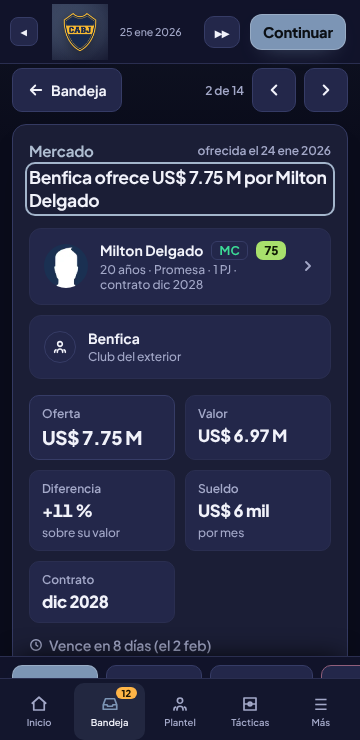 CABJ
25 ene 2026
Continuar
Bandeja
2 de 14
Mercado
ofrecida el 24 ene 2026
Benfica ofrece US$ 7.75 M por Milton
Delgado
Milton Delgado MC 75
20 años · Promesa · 1 PJ ·
contrato dic 2028
Benfica
Club del exterior
Oferta
US$ 7.75 M
Valor
US$ 6.97 M
Diferencia
+11 %
sobre su valor
Sueldo
US$ 6 mil
por mes
Contrato
dic 2028
Vence en 8 días (el 2 feb)
12
Inicio
Bandeja
Plantel
Tácticas
Más